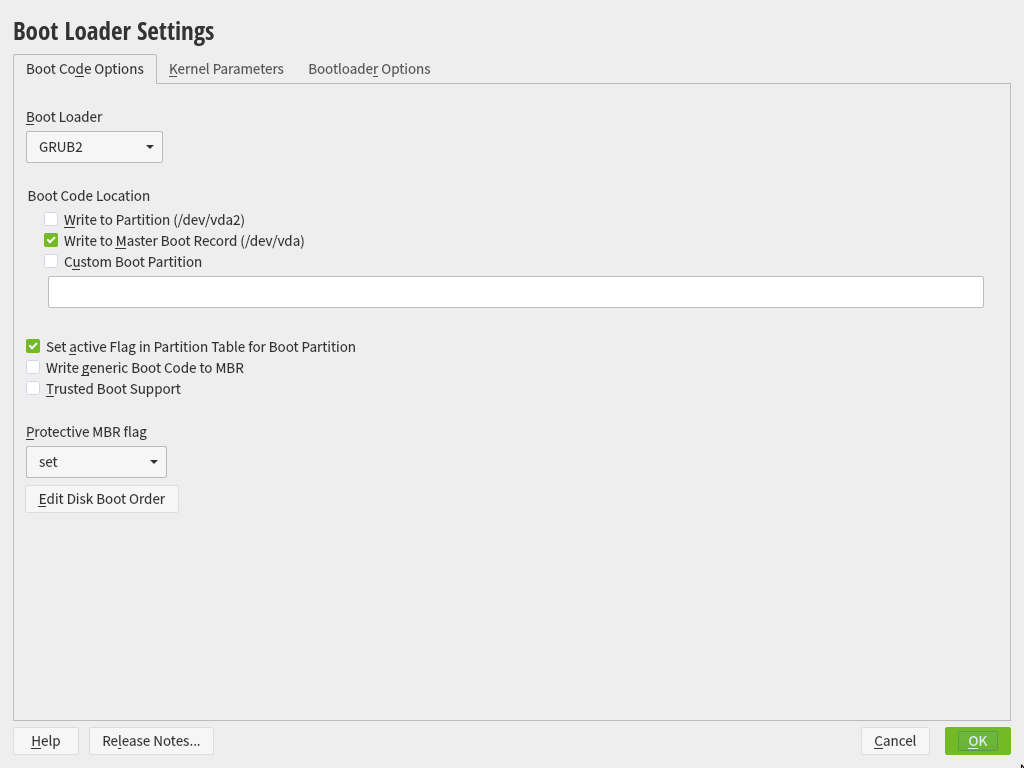 Boot Loader Settings
Boot Code Options Kernel Parameters Bootloader Options
Boot Loader
GRUB2
Boot Code Location
Write to Partition (/dev/vda2)
Write to Master Boot Record (/dev/vda)
Custom Boot Partition
Set active Flag in Partition Table for Boot Partition
Write generic Boot Code to MBR
Trusted Boot Support
Protective MBR flag
set
Edit Disk Boot Order
Help Release Notes... Cancel OK